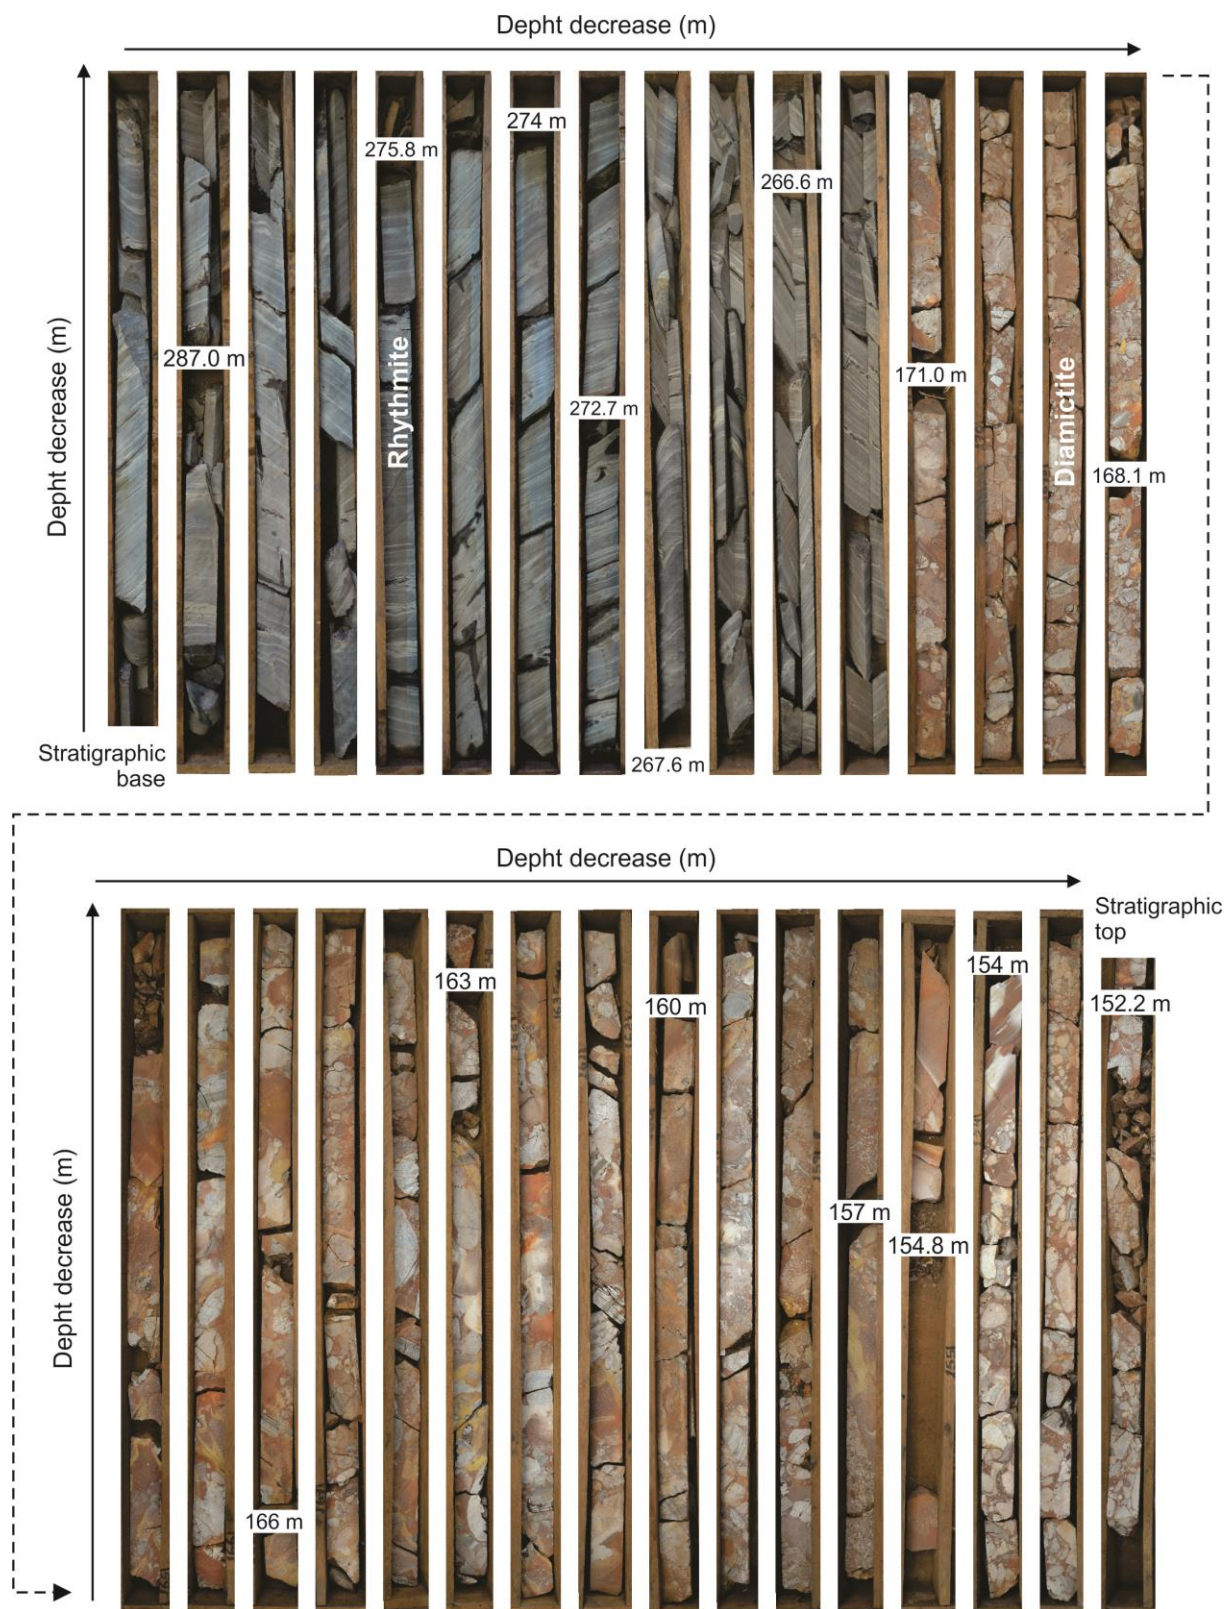 Depht decrease (m)
Depht decrease (m)
274 m
275.8 m
266.6 m
287.0 m
171.0 m
272.7 m
Rhythmite
Diamictite
168.1 m
Stratigraphic
base
267.6 m
Depht decrease (m)
Stratigraphic
top
Depht decrease (m)
163 m
154 m
160 m
152.2 m
157 m
154.8 m
166 m